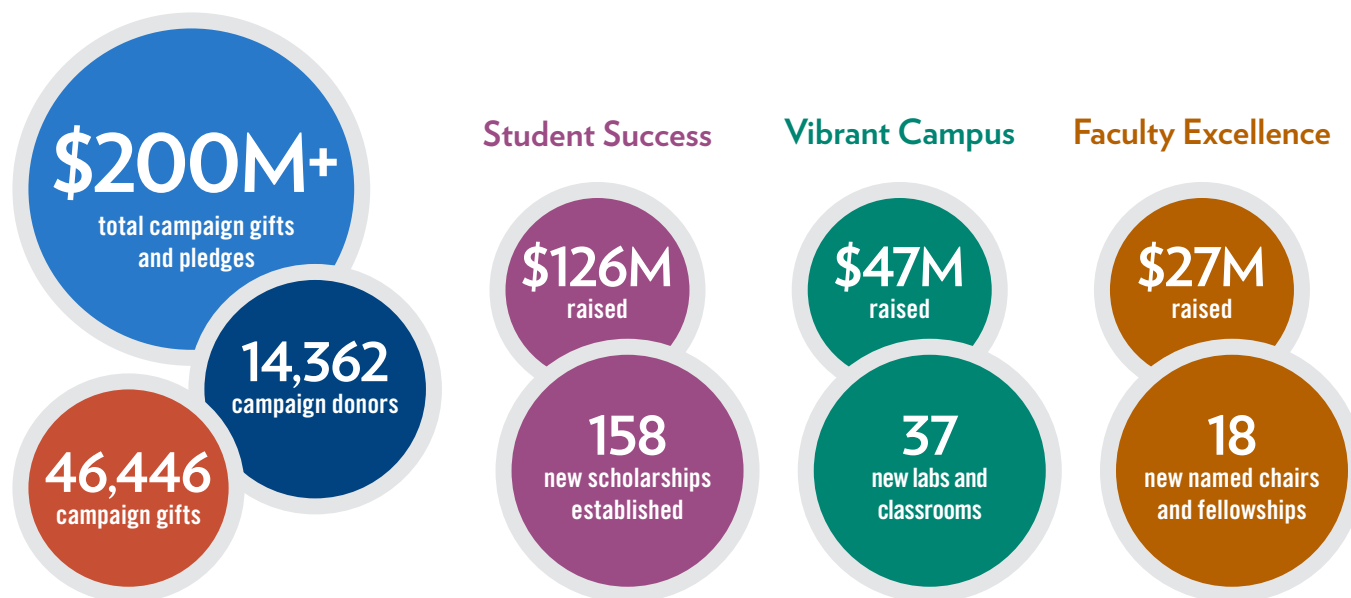 $200M+
total campaign gifts
and pledges
14,362
campaign donors
46,446
campaign gifts
Student Success
$126M
raised
158
new scholarships
established
Vibrant Campus
$47M
raised
37
new labs and
classrooms
Faculty Excellence
$27M
raised
18
new named chairs
and fellowships